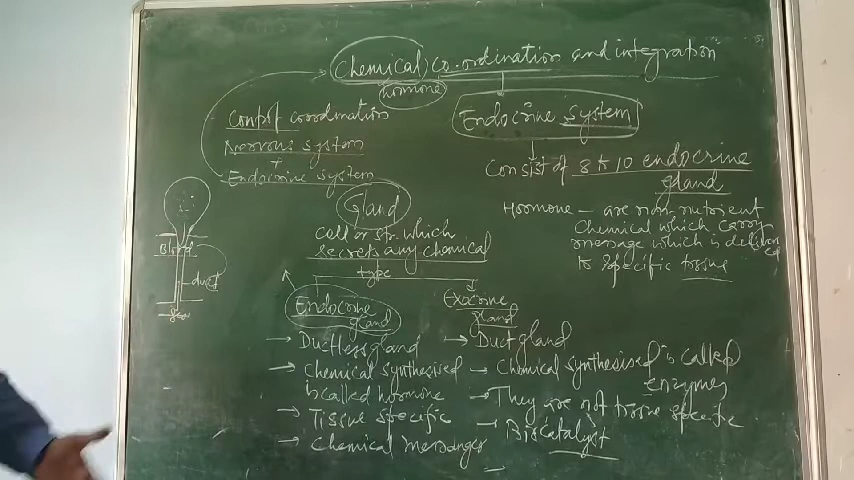 Chemical Co-ordination and integration
hormone
Control coordination
Nervous system
+
Endocrine system
Endocrine System
Consist of 8 to 10 endocrine
gland
Hormone - are non-nutrient
Chemical which carry
message which is delivered
to specific tissue
Gland
cell or str. which
secrets any chemical
type
Blood
duct
Endocrine
gland
→ Ductless gland
→ Chemical synthesised
is called hormone
→ Tissue specific
→ Chemical messanger
Exocrine
gland
→ Duct gland
→ Chemical synthesised is called
enzymes
→ They are not tissue specific
→ Biocatalyst